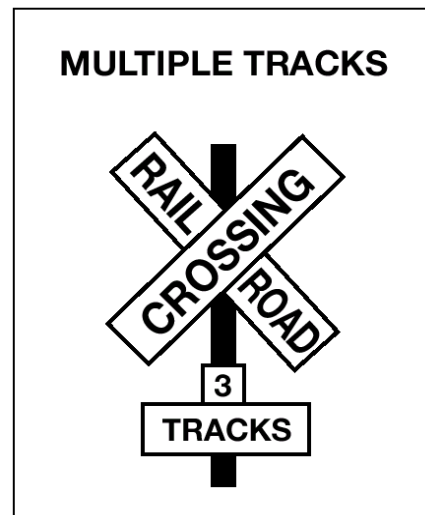 MULTIPLE TRACKS
RAIL ROAD
CROSSING
3
TRACKS